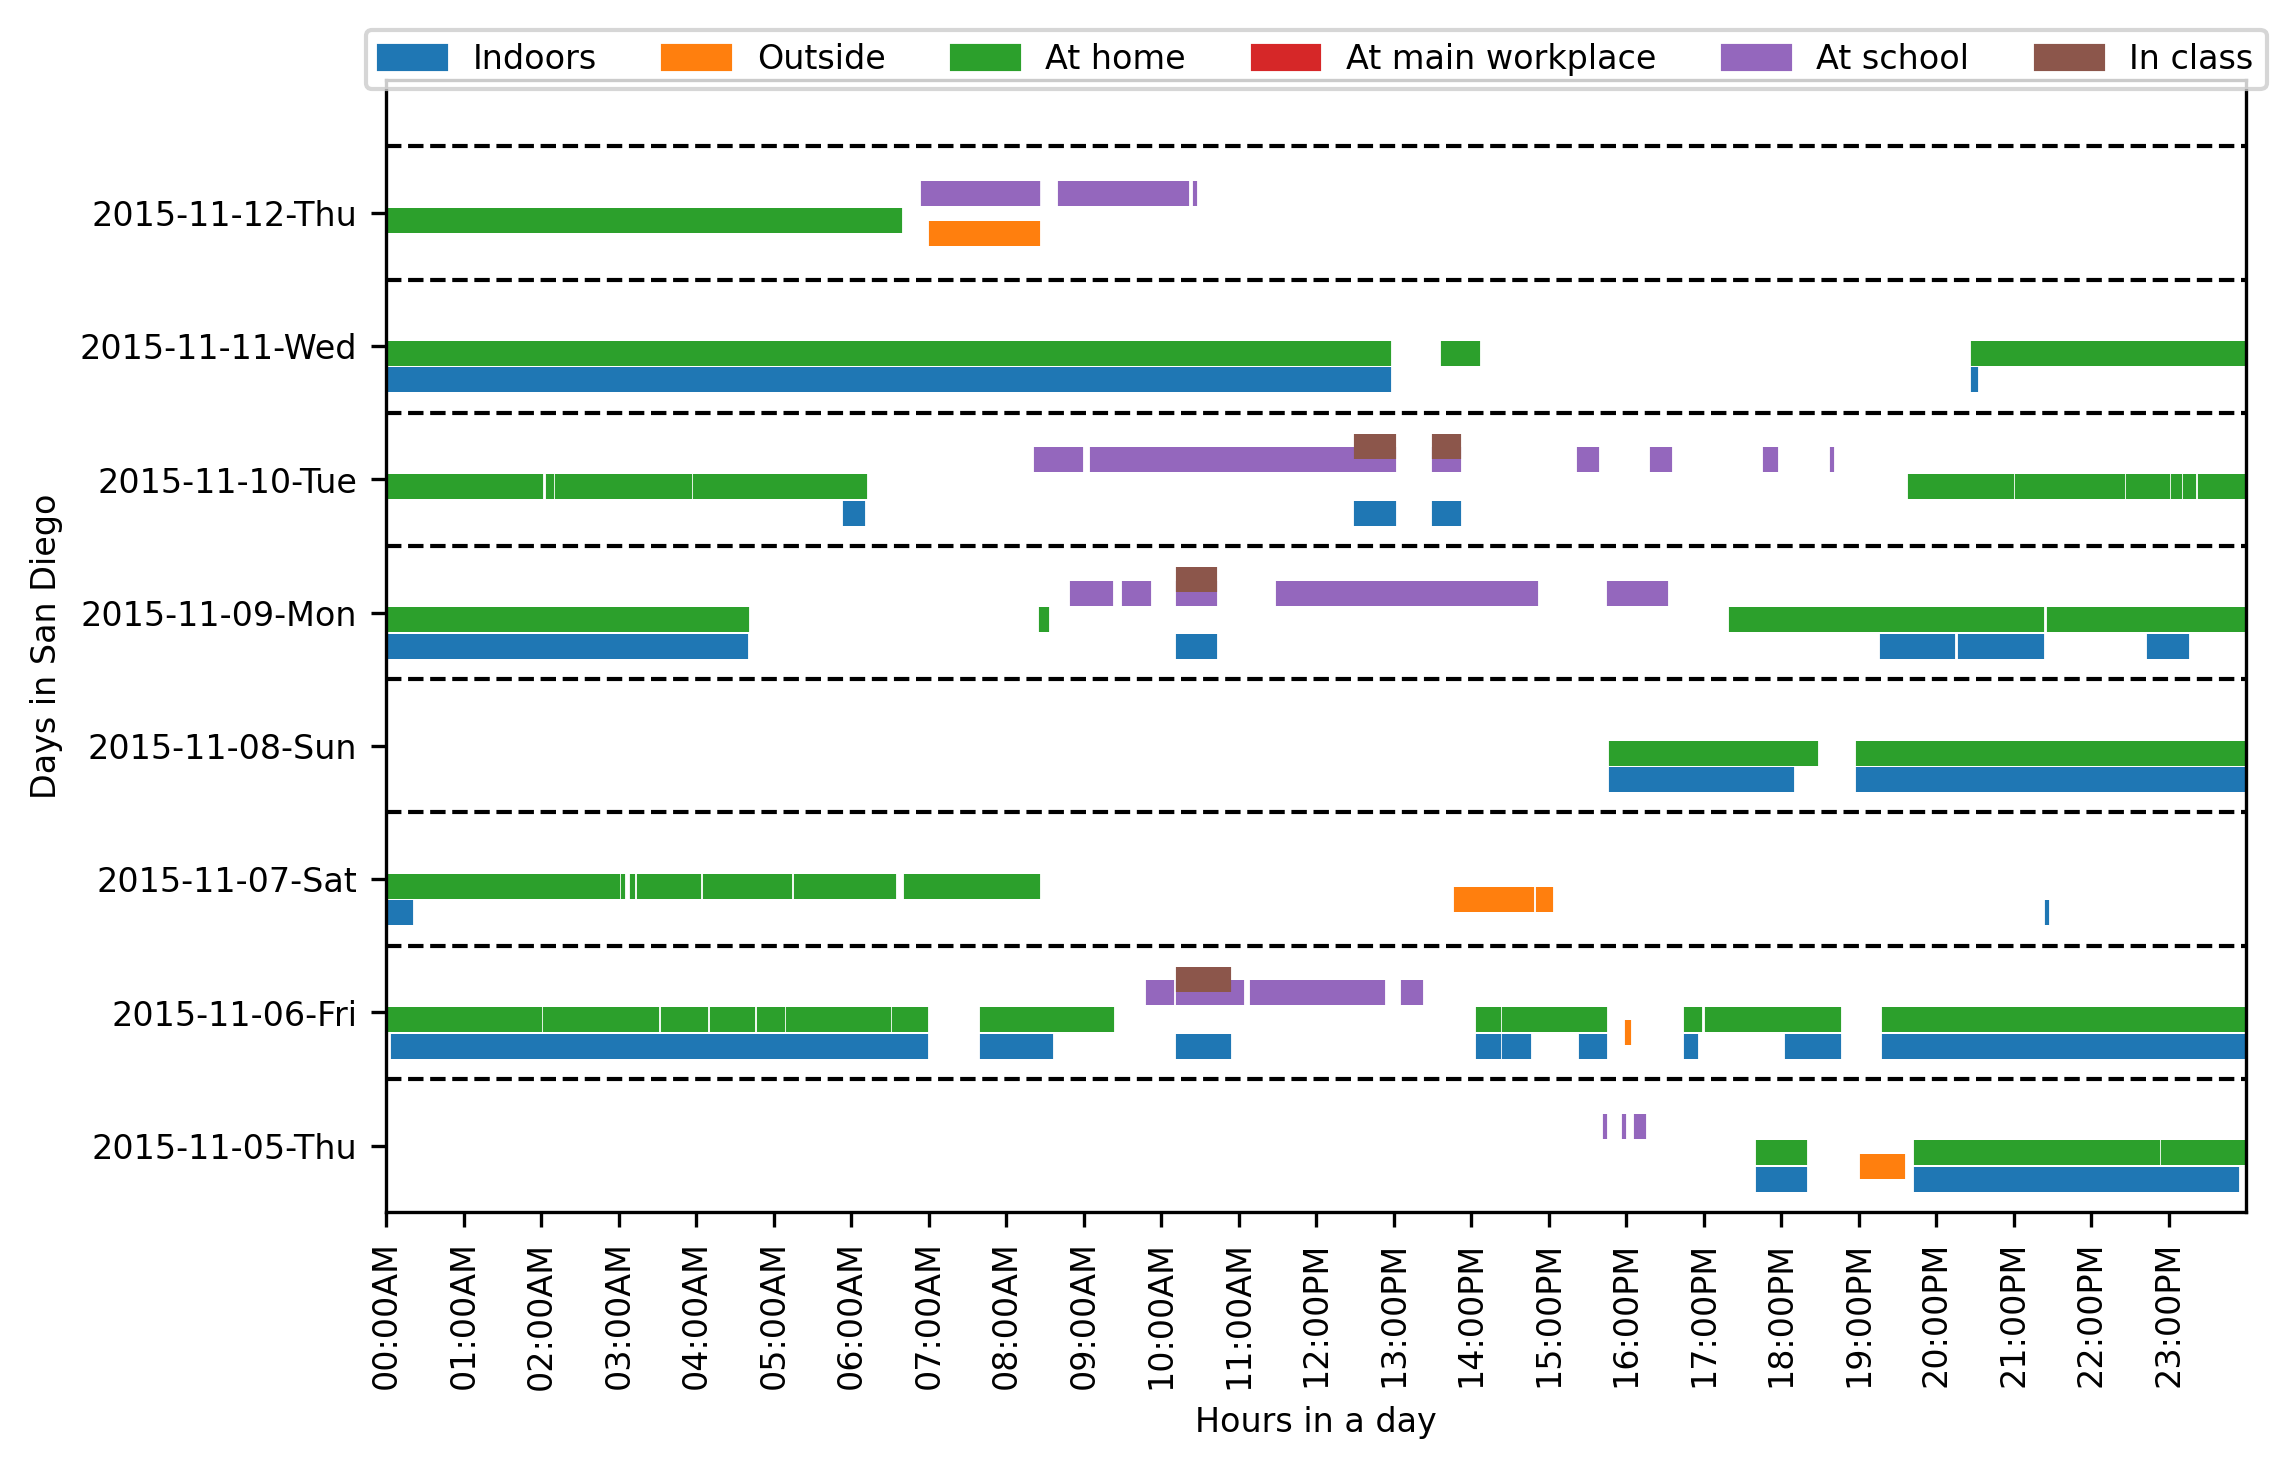 Indoors Outside At home At main workplace At school In class
Days in San Diego
2015-11-12-Thu
2015-11-11-Wed
2015-11-10-Tue
2015-11-09-Mon
2015-11-08-Sun
2015-11-07-Sat
2015-11-06-Fri
2015-11-05-Thu
00:00AM
01:00AM
02:00AM
03:00AM
04:00AM
05:00AM
06:00AM
07:00AM
08:00AM
09:00AM
10:00AM
11:00AM
12:00PM
13:00PM
14:00PM
15:00PM
16:00PM
17:00PM
18:00PM
19:00PM
20:00PM
21:00PM
22:00PM
23:00PM
Hours in a day